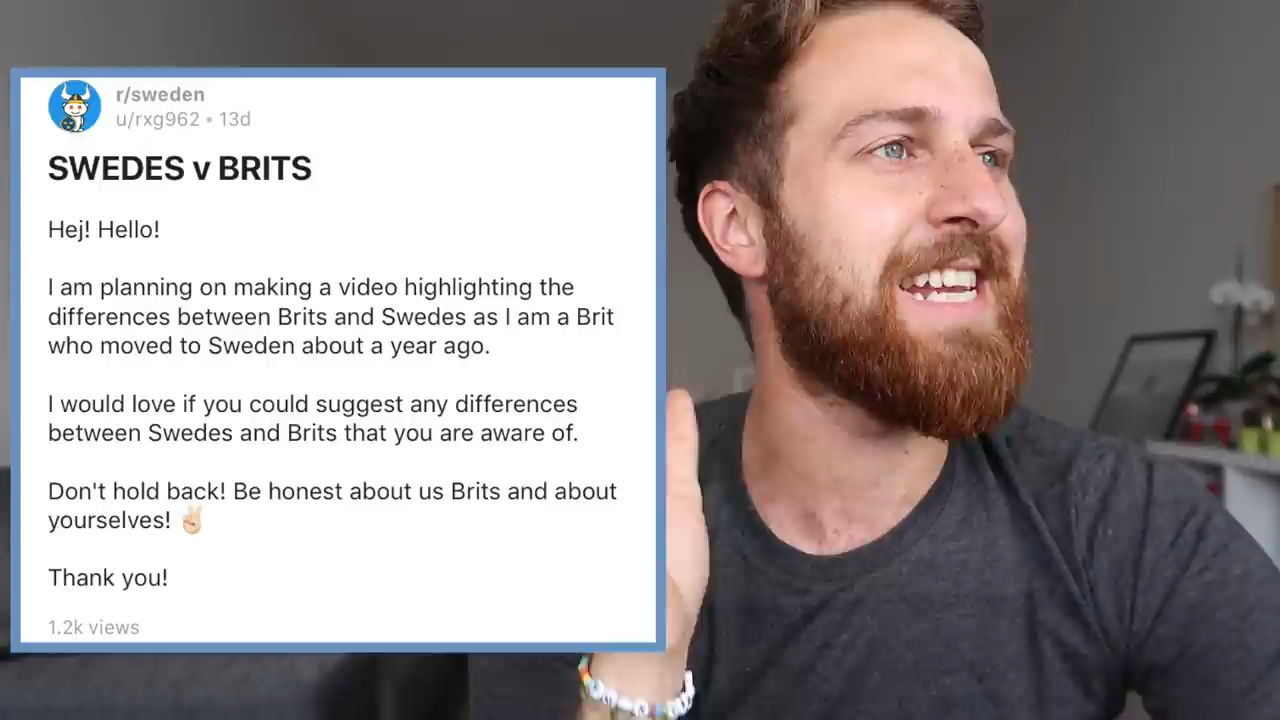 r/sweden
u/rxg962 • 13d
SWEDES v BRITS
Hej! Hello!
I am planning on making a video highlighting the
differences between Brits and Swedes as I am a Brit
who moved to Sweden about a year ago.
I would love if you could suggest any differences
between Swedes and Brits that you are aware of.
Don't hold back! Be honest about us Brits and about
yourselves! ✌🏻
Thank you!
1.2k views